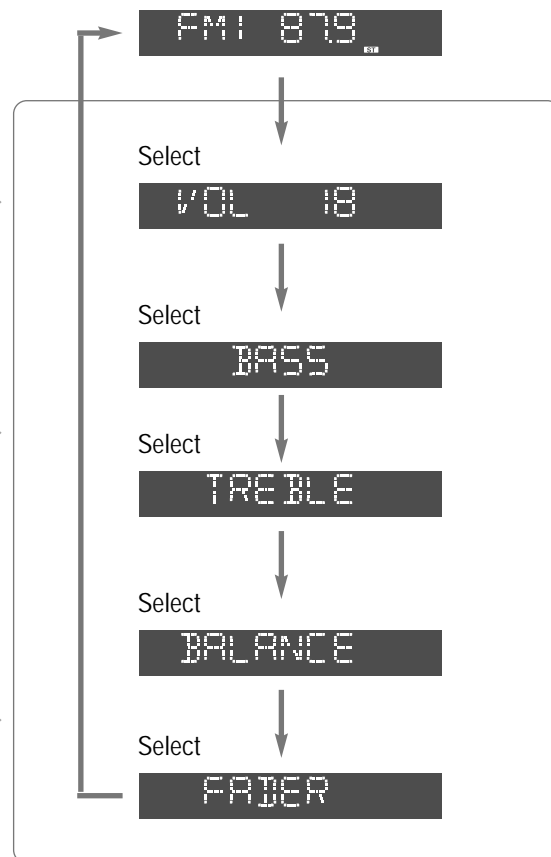 FM1 87.9
ST
Select
VOL 18
Select
BASS
Select
TREBLE
Select
BALANCE
Select
FADER